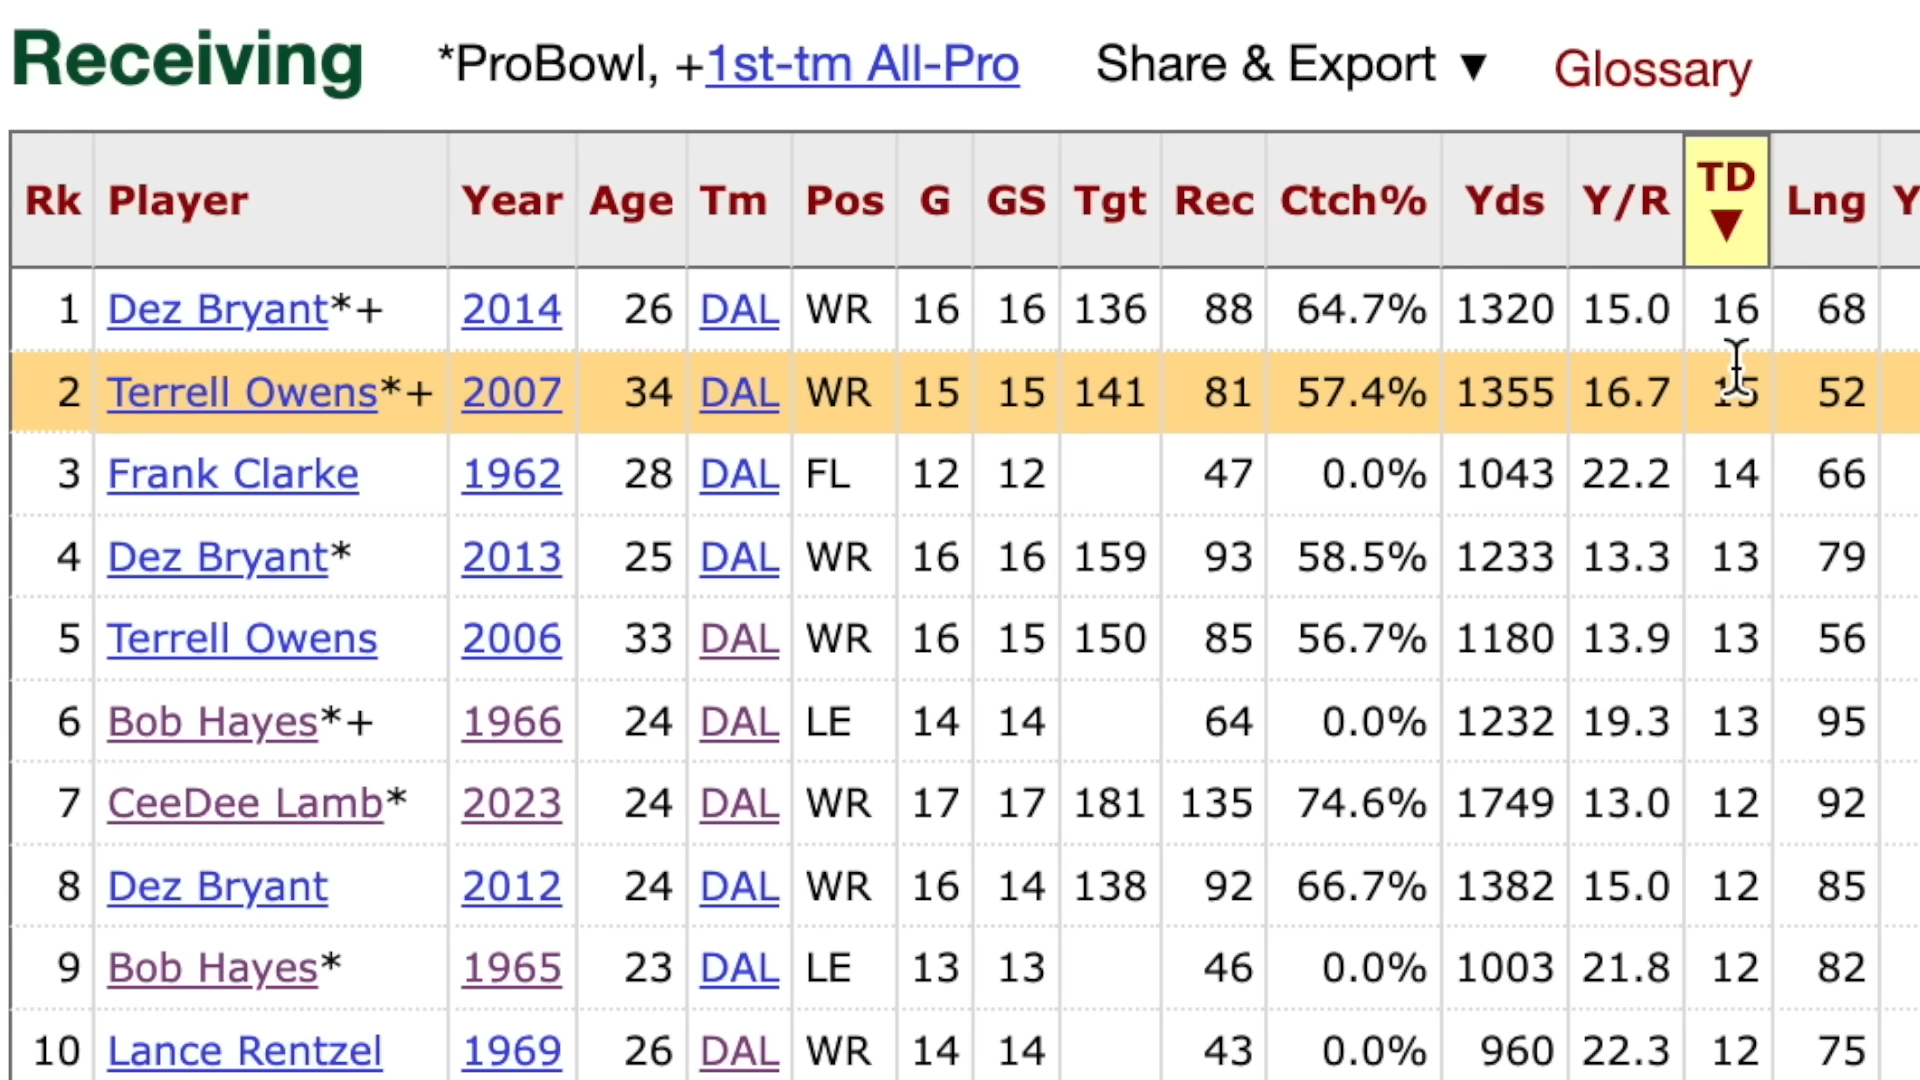 Receiving *ProBowl, +1st-tm All-Pro Share & Export ▼ Glossary
Rk Player Year Age Tm Pos G GS Tgt Rec Ctch% Yds Y/R TD ▼ Lng Y
1 Dez Bryant*+ 2014 26 DAL WR 16 16 136 88 64.7% 1320 15.0 16 68
2 Terrell Owens*+ 2007 34 DAL WR 15 15 141 81 57.4% 1355 16.7 15 52
3 Frank Clarke 1962 28 DAL FL 12 12 47 0.0% 1043 22.2 14 66
4 Dez Bryant* 2013 25 DAL WR 16 16 159 93 58.5% 1233 13.3 13 79
5 Terrell Owens 2006 33 DAL WR 16 15 150 85 56.7% 1180 13.9 13 56
6 Bob Hayes*+ 1966 24 DAL LE 14 14 64 0.0% 1232 19.3 13 95
7 CeeDee Lamb* 2023 24 DAL WR 17 17 181 135 74.6% 1749 13.0 12 92
8 Dez Bryant 2012 24 DAL WR 16 14 138 92 66.7% 1382 15.0 12 85
9 Bob Hayes* 1965 23 DAL LE 13 13 46 0.0% 1003 21.8 12 82
10 Lance Rentzel 1969 26 DAL WR 14 14 43 0.0% 960 22.3 12 75